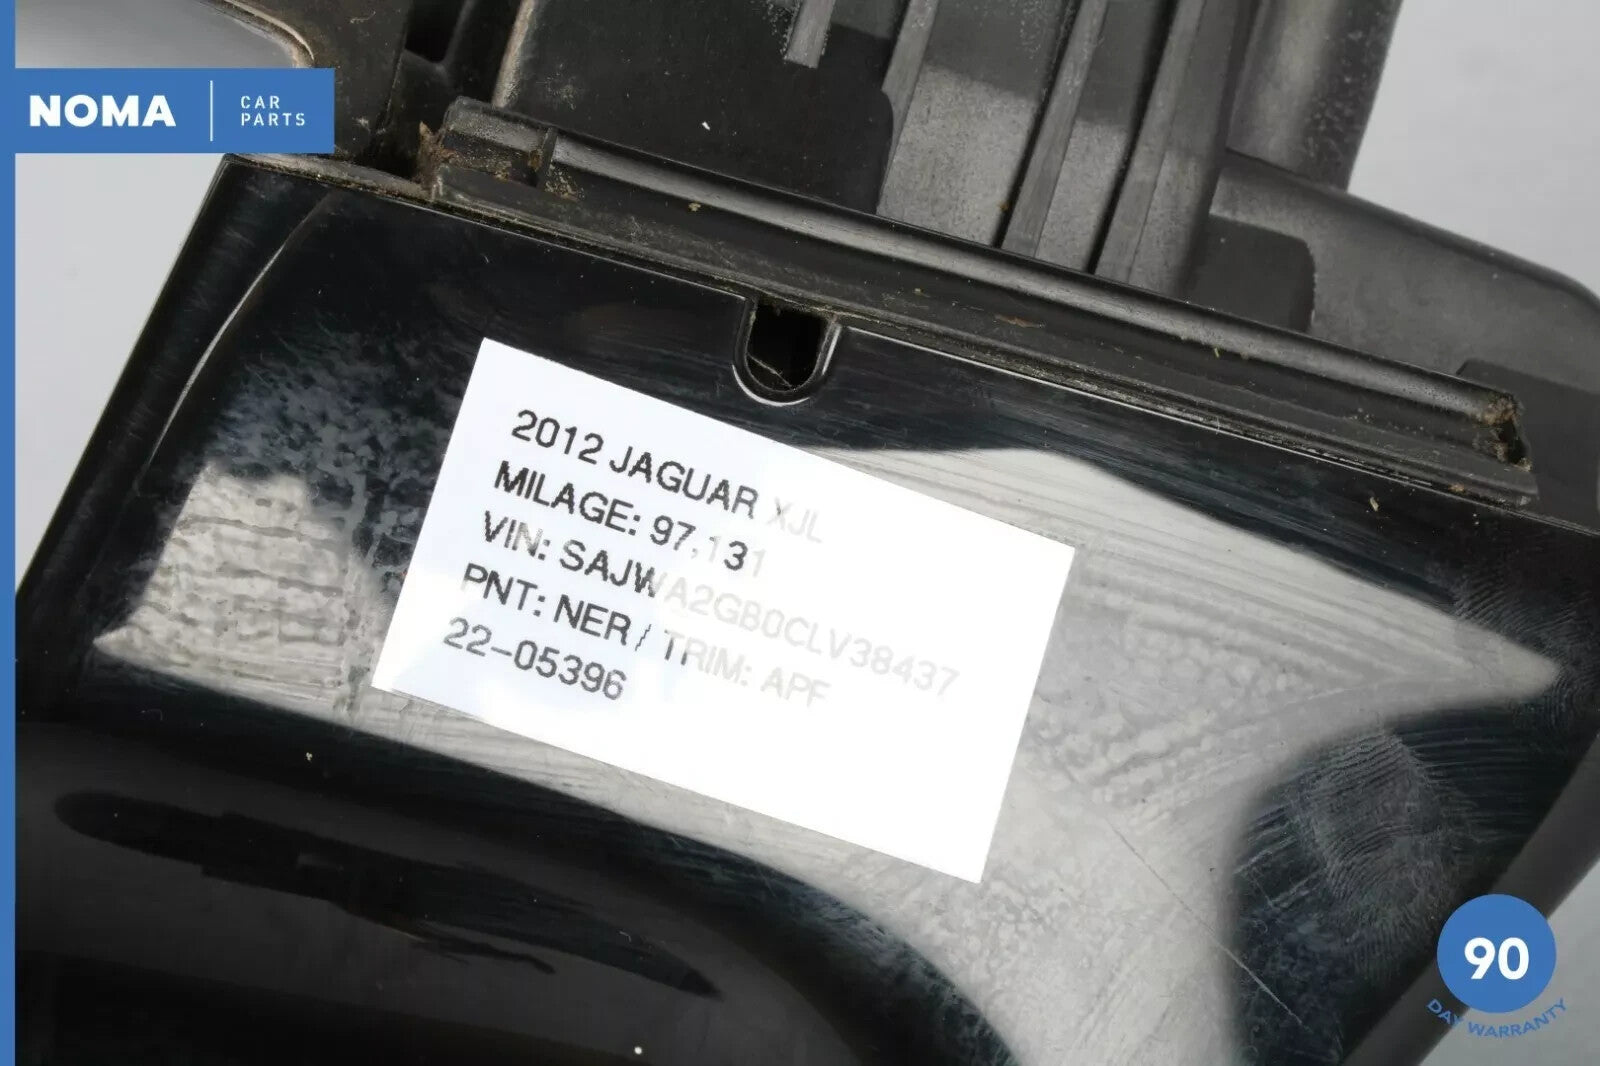 NOMA
CAR
PARTS
2012 JAGUAR XJL
MILAGE: 97,131
VIN: SAJWA2GB0CLV38437
PNT: NER / TRIM: APF
22-05396
90
DAY WARRANTY